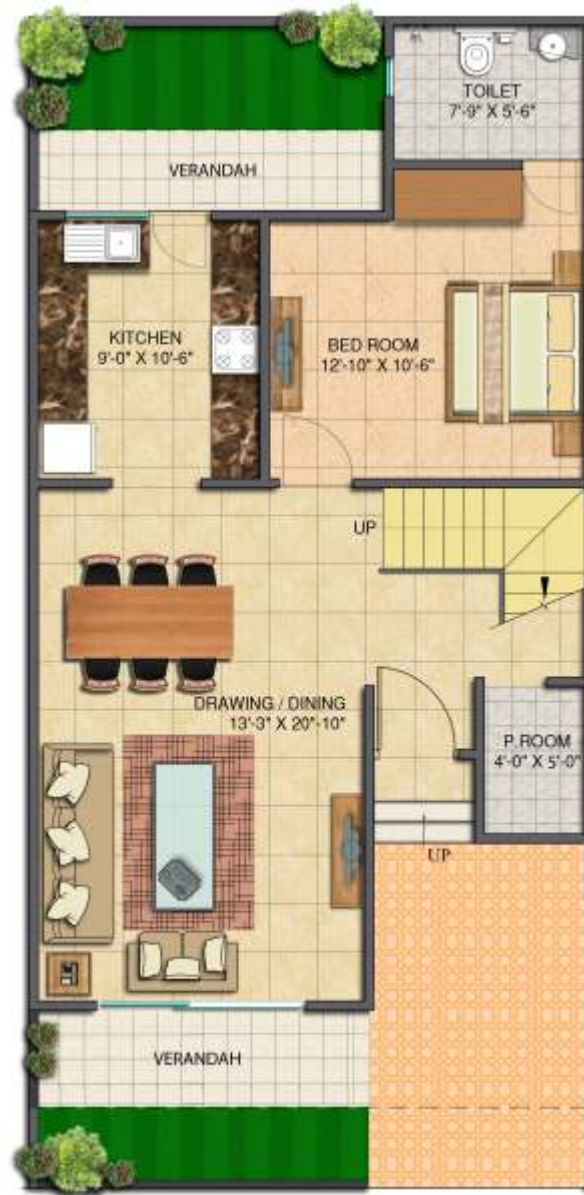 TOILET
7'-9" X 5'-6"
VERANDAH
KITCHEN
9'-0" X 10'-6"
BED ROOM
12'-10" X 10'-6"
UP
DRAWING / DINING
13'-3" X 20'-10"
P.ROOM
4'-0" X 5'-0"
UP
VERANDAH